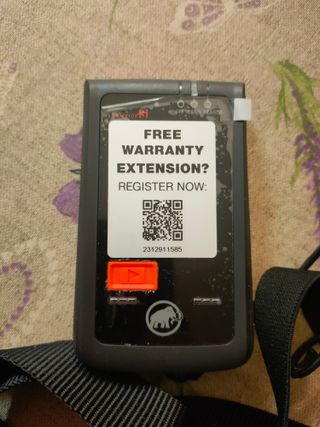 FREE
WARRANTY
EXTENSION?
REGISTER NOW:
2312911585